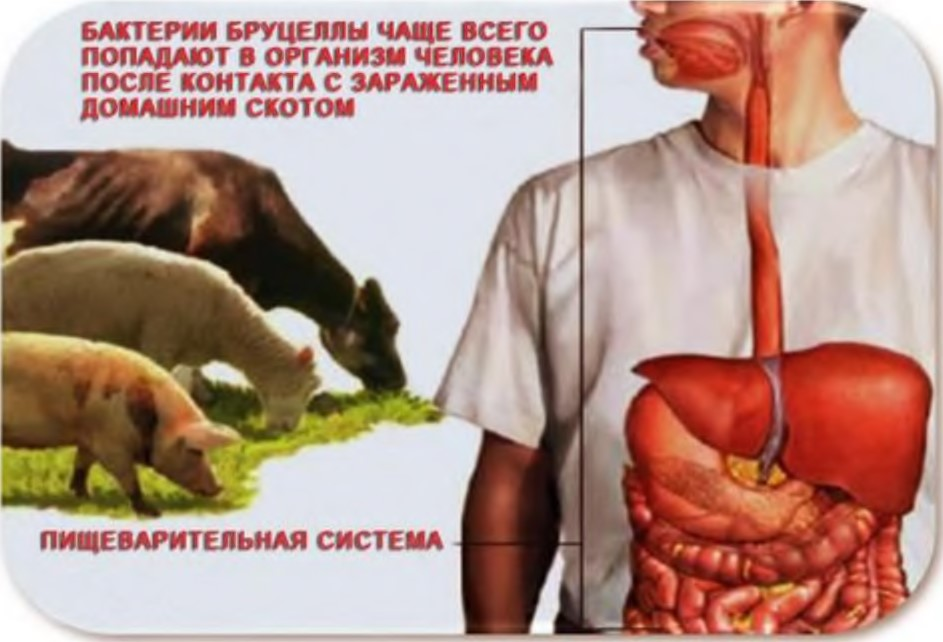 БАКТЕРИИ БРУЦЕЛЛЫ ЧАЩЕ ВСЕГО
ПОПАДАЮТ В ОРГАНИЗМ ЧЕЛОВЕКА
ПОСЛЕ КОНТАКТА С ЗАРАЖЕННЫМ
ДОМАШНИМ СКОТОМ
ПИЩЕВАРИТЕЛЬНАЯ СИСТЕМА